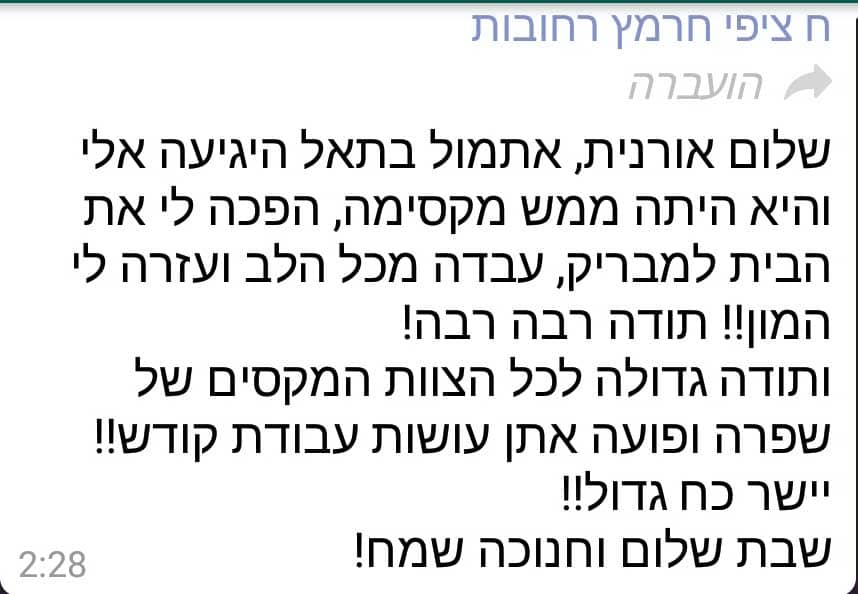 ח ציפי חרמץ רחובות
הועברה
שלום אורנית, אתמול בתאל היגיעה אלי
והיא היתה ממש מקסימה, הפכה לי את
הבית למבריק, עבדה מכל הלב ועזרה לי
המון!! תודה רבה רבה!
ותודה גדולה לכל הצוות המקסים של
שפרה ופועה אתן עושות עבודת קודש!!
יישר כח גדול!!
שבת שלום וחנוכה שמח!
2:28